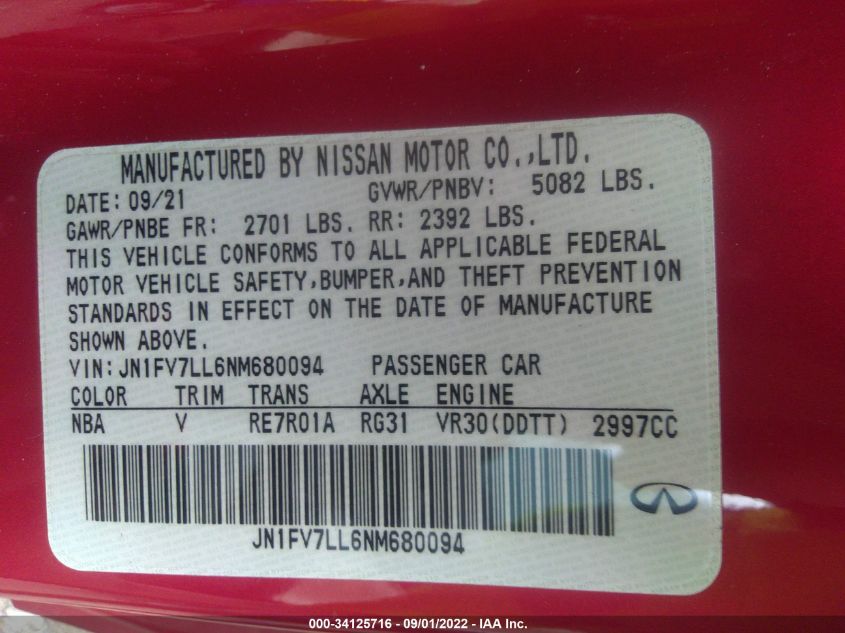 MANUFACTURED BY NISSAN MOTOR CO.,LTD.
DATE: 09/21 GVWR/PNBV: 5082 LBS.
GAWR/PNBE FR: 2701 LBS. RR: 2392 LBS.
THIS VEHICLE CONFORMS TO ALL APPLICABLE FEDERAL
MOTOR VEHICLE SAFETY,BUMPER,AND THEFT PREVENTION
STANDARDS IN EFFECT ON THE DATE OF MANUFACTURE
SHOWN ABOVE.
VIN:JN1FV7LL6NM680094 PASSENGER CAR
COLOR TRIM TRANS AXLE ENGINE
NBA V RE7R01A RG31 VR30(DDTT) 2997CC
JN1FV7LL6NM680094
000-34125716 - 09/01/2022 - IAA Inc.